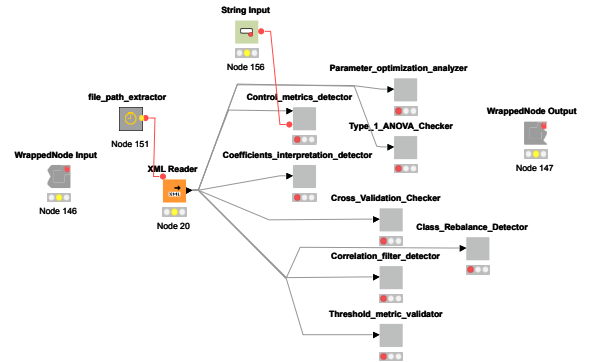 String Input
Node 156
Parameter_optimization_analyzer
file_path_extractor
Control_metrics_detector
WrappedNode Output
Type_1_ANOVA_Checker
Node 151
WrappedNode Input
XML Reader
Coefficients_interpretation_detector
Node 147
XML
Node 146
Node 20
Cross_Validation_Checker
Class_Rebalance_Detector
Correlation_filter_detector
Threshold_metric_validator